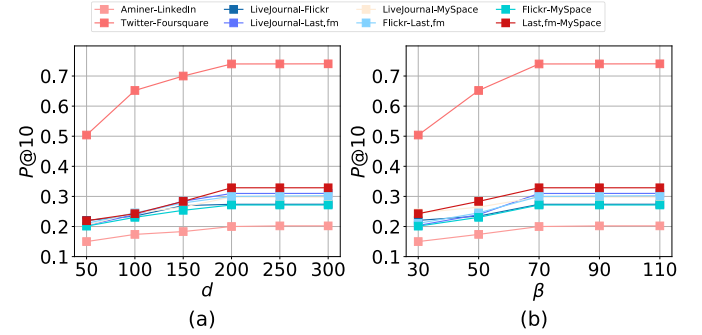 Aminer-LinkedIn LiveJournal-Flickr LiveJournal-MySpace Flickr-MySpace
Twitter-Foursquare LiveJournal-Last,fm Flickr-Last,fm Last,fm-MySpace
0.7
0.6
0.5
0.4
0.3
0.2
0.1
P@10
50 100 150 200 250 300
d
(a)
0.7
0.6
0.5
0.4
0.3
0.2
0.1
P@10
30 50 70 90 110
β
(b)